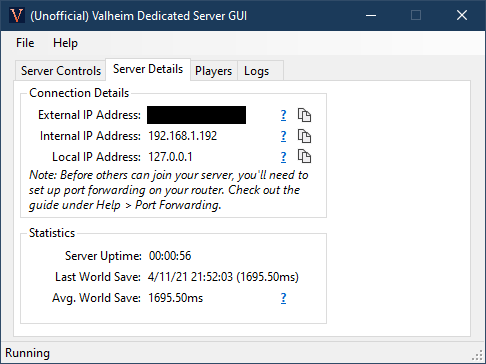 (Unofficial) Valheim Dedicated Server GUI
File Help
Server Controls Server Details Players Logs
Connection Details
External IP Address: ?
Internal IP Address: 192.168.1.192 ?
Local IP Address: 127.0.0.1 ?
Note: Before others can join your server, you'll need to
set up port forwarding on your router. Check out the
guide under Help > Port Forwarding.
Statistics
Server Uptime: 00:00:56
Last World Save: 4/11/21 21:52:03 (1695.50ms)
Avg. World Save: 1695.50ms ?
Running